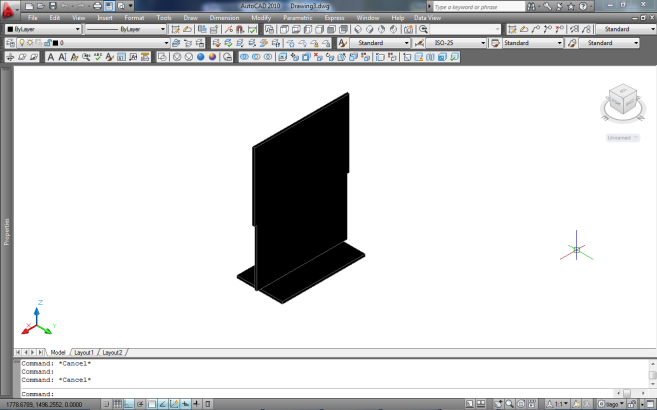 AutoCAD 2010 Drawing3.dwg
Type a keyword or phrase
File Edit View Insert Format Tools Draw Dimension Modify Parametric Express Window Help Data View
ByLayer ByLayer Standard
0 Standard ISO-25 Standard Standard
Unnamed
Properties
Z
X
Y
Model Layout1 Layout2
Command: *Cancel*
Command:
Command: *Cancel*
Command:
1778.6789, 1496.2552, 0.0000 1:1